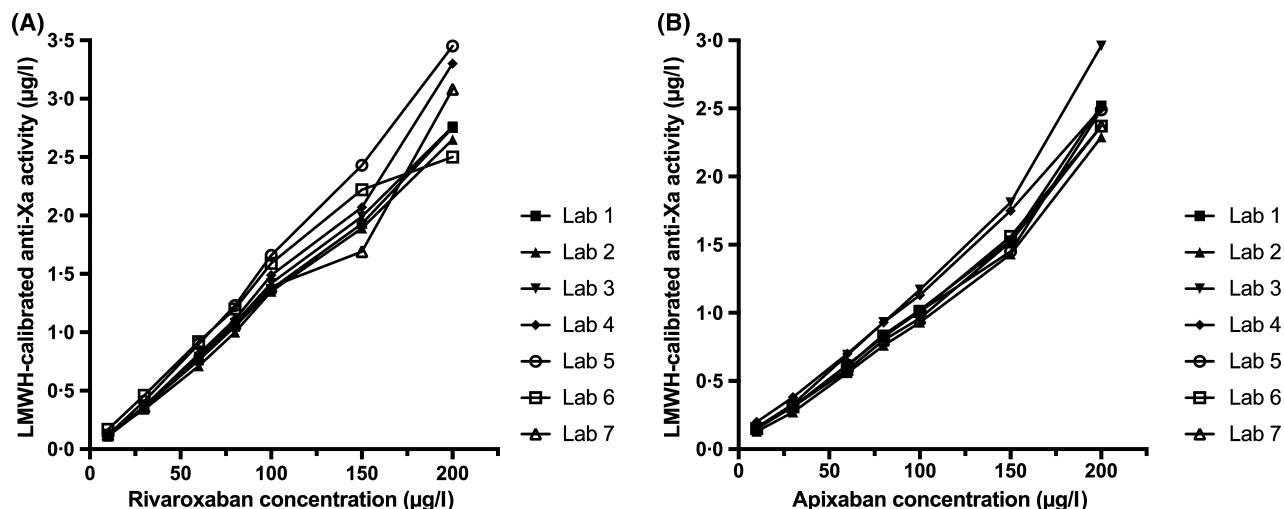 (A)
LMWH-calibrated anti-Xa activity (µg/l)
3·5
3·0
2·5
2·0
1·5
1·0
0·5
0·0
0
50
100
150
200
Rivaroxaban concentration (µg/l)
Lab 1
Lab 2
Lab 3
Lab 4
Lab 5
Lab 6
Lab 7
(B)
LMWH-calibrated anti-Xa activity (µg/l)
3·0
2·5
2·0
1·5
1·0
0·5
0·0
0
50
100
150
200
Apixaban concentration (µg/l)
Lab 1
Lab 2
Lab 3
Lab 4
Lab 5
Lab 6
Lab 7